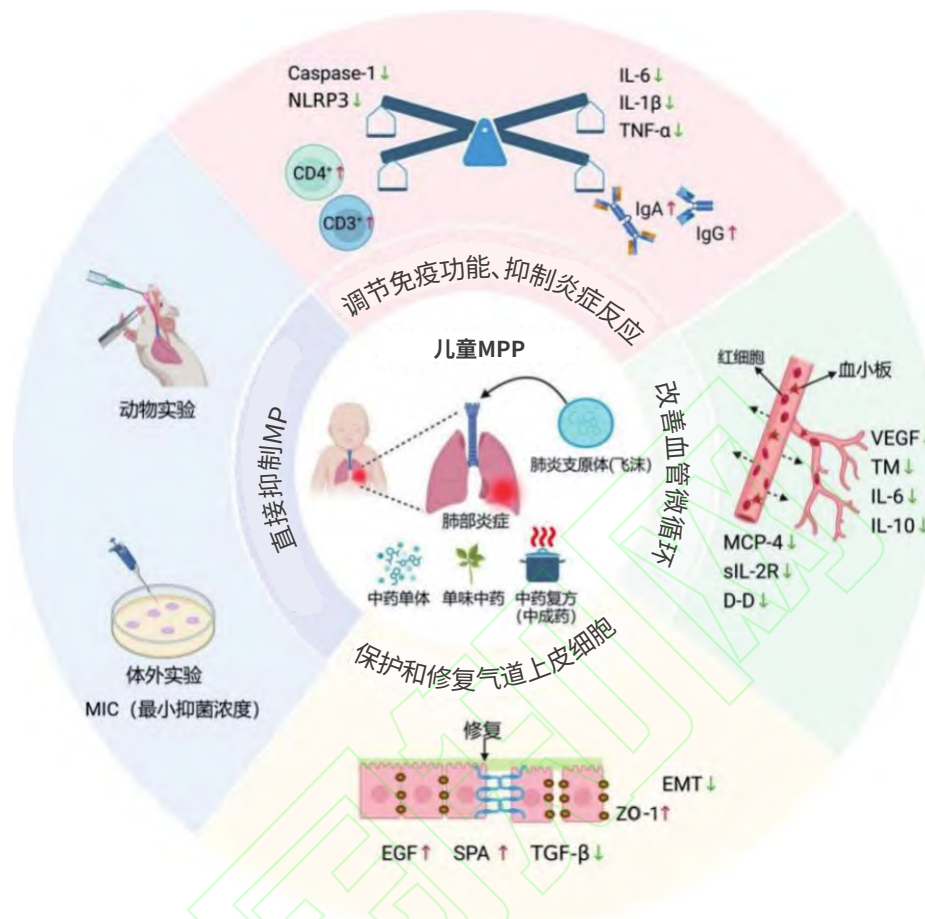 Caspase-1↓
NLRP3↓
IL-6↓
IL-1β↓
TNF-α↓
CD4⁺↑
CD3⁺↑
IgA↑
IgG↑
调节免疫功能、抑制炎症反应
儿童MPP
肺炎支原体(飞沫)
肺部炎症
中药单体
单味中药
中药复方
(中成药)
直接抑制MP
动物实验
体外实验
MIC（最小抑菌浓度）
改善血管微循环
红细胞
血小板
VEGF↓
TM↓
IL-6↓
IL-10↓
MCP-4↓
sIL-2R↓
D-D↓
保护和修复气道上皮细胞
修复
EMT↓
ZO-1↑
EGF↑ SPA↑ TGF-β↓